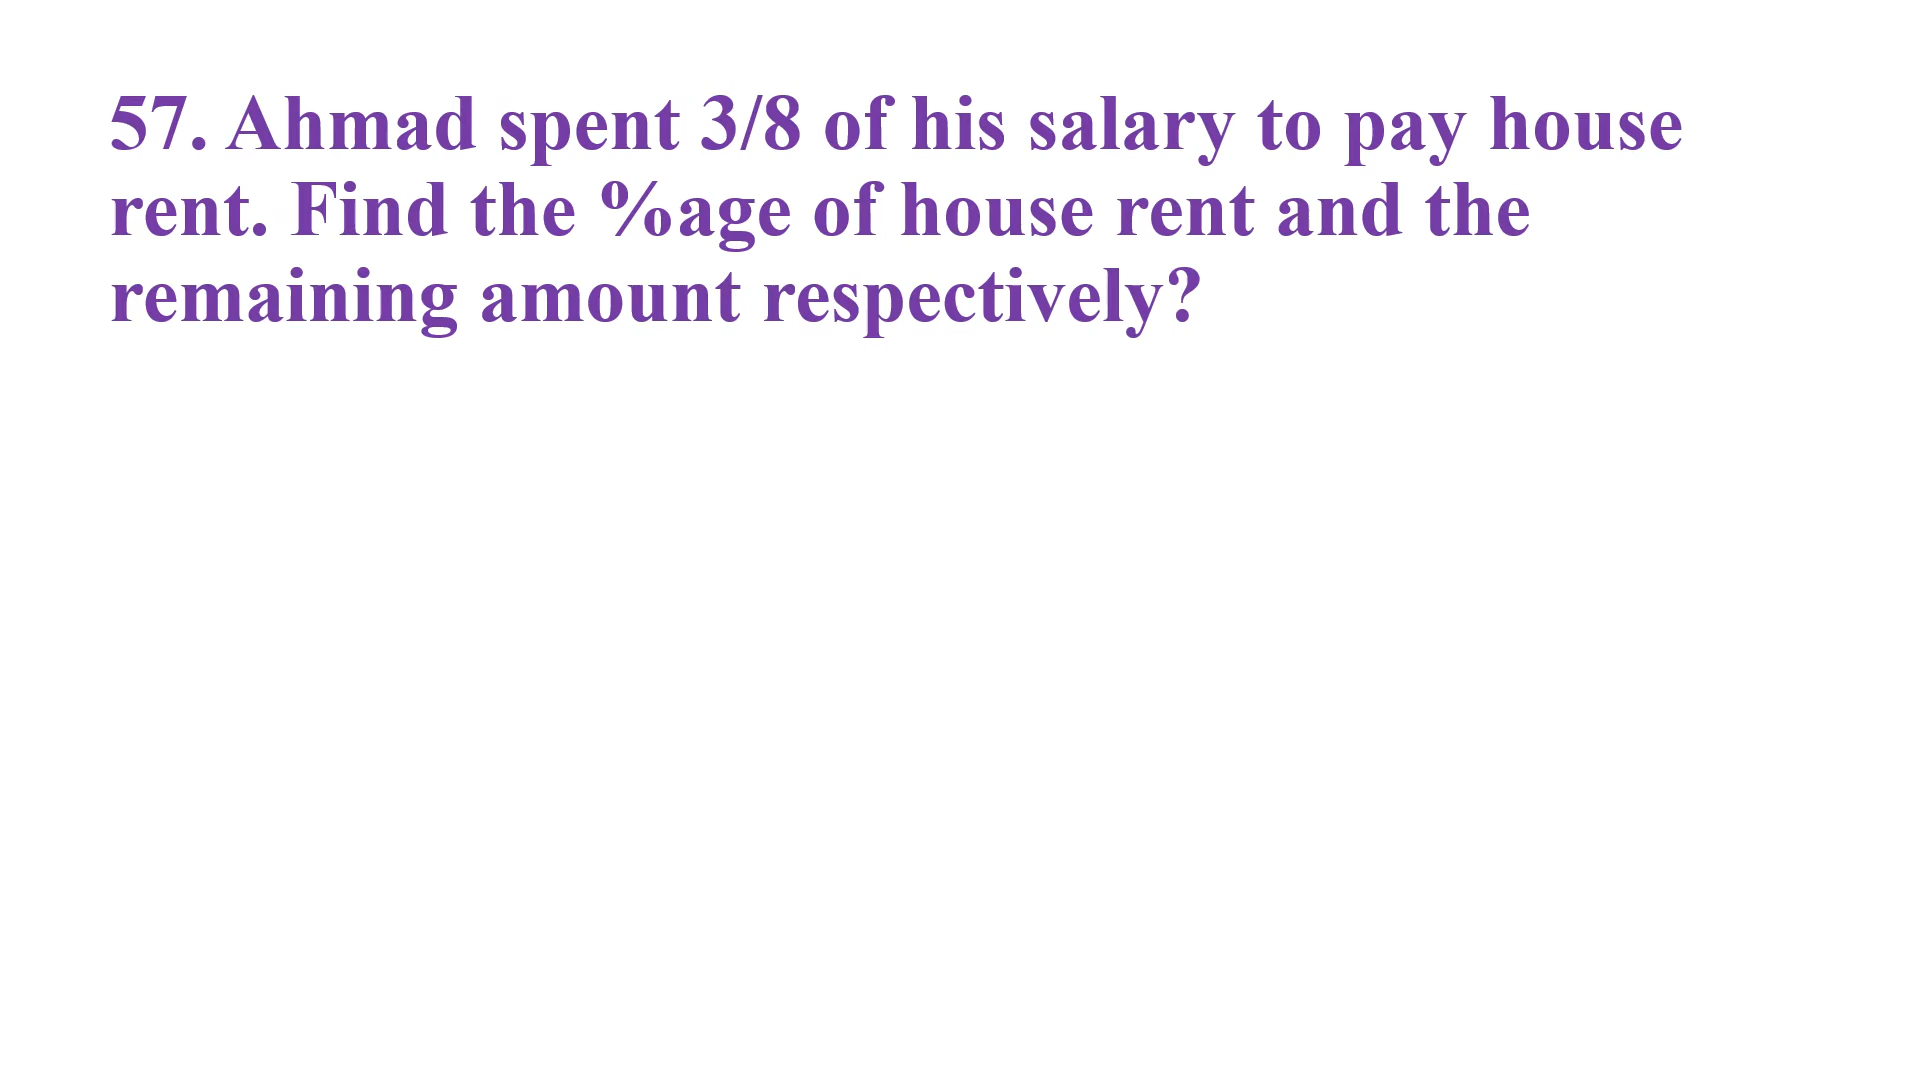 57. Ahmad spent 3/8 of his salary to pay house
rent. Find the %age of house rent and the
remaining amount respectively?